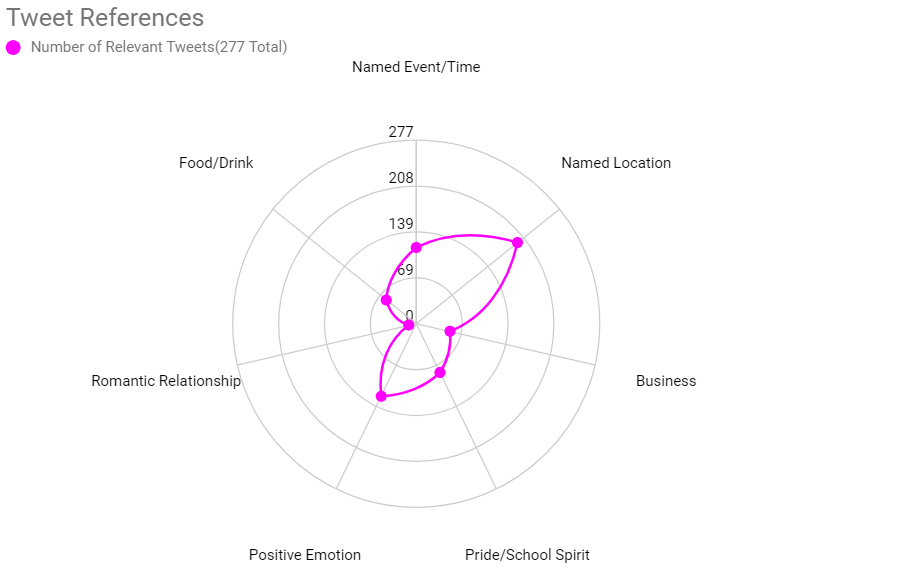 Tweet References
Number of Relevant Tweets(277 Total)
Named Event/Time
277
Food/Drink
Named Location
208
139
69
0
Romantic Relationship
Business
Positive Emotion
Pride/School Spirit